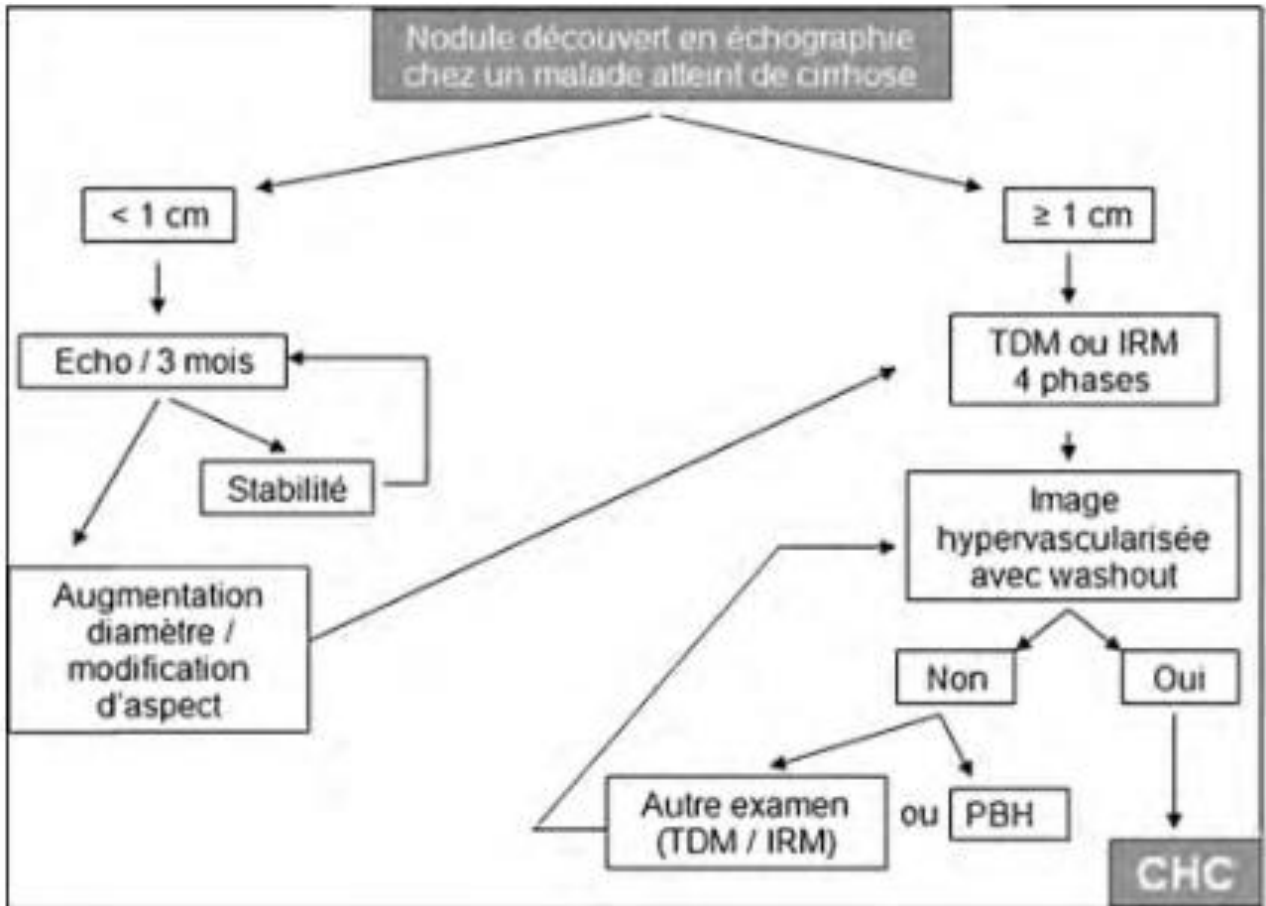 Nodule découvert en échographie
chez un malade atteint de cirrhose
< 1 cm
≥ 1 cm
Echo / 3 mois
TDM ou IRM
4 phases
Stabilité
Image
hypervascularisée
avec washout
Augmentation
diamètre /
modification
d'aspect
Non
Oui
Autre examen
(TDM / IRM)
ou
PBH
CHC